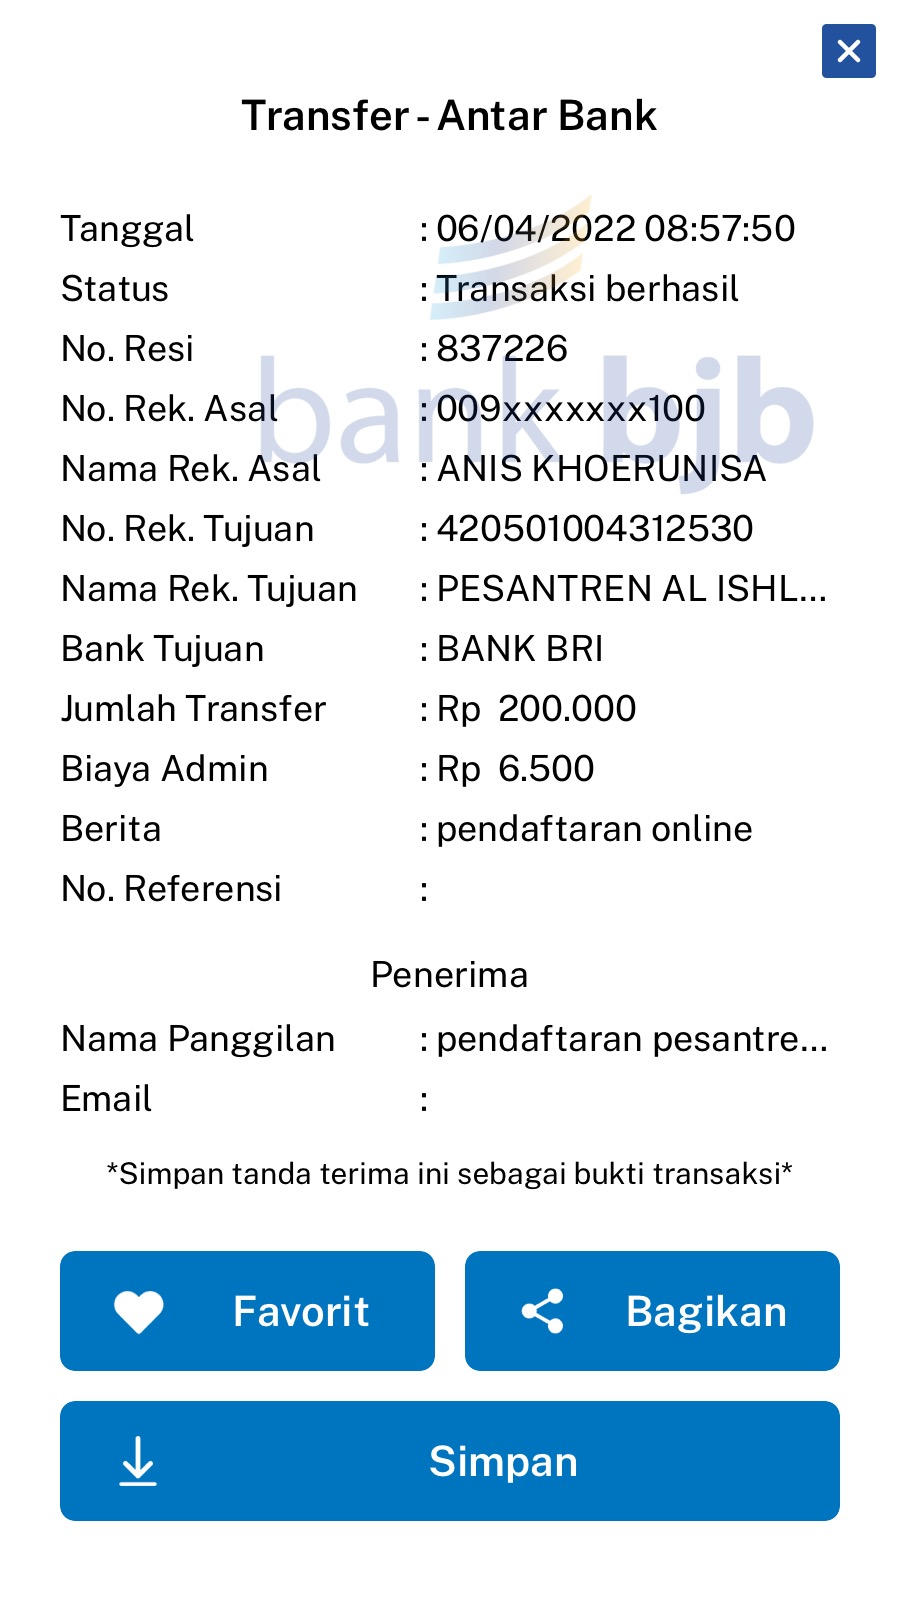 Transfer - Antar Bank
Tanggal : 06/04/2022 08:57:50
Status : Transaksi berhasil
No. Resi : 837226
No. Rek. Asal : 009xxxxxxx100
Nama Rek. Asal : ANIS KHOERUNISA
No. Rek. Tujuan : 420501004312530
Nama Rek. Tujuan : PESANTREN AL ISHL...
Bank Tujuan : BANK BRI
Jumlah Transfer : Rp 200.000
Biaya Admin : Rp 6.500
Berita : pendaftaran online
No. Referensi :
bank bjb
Penerima
Nama Panggilan : pendaftaran pesantre...
Email :
*Simpan tanda terima ini sebagai bukti transaksi*
Favorit
Bagikan
Simpan